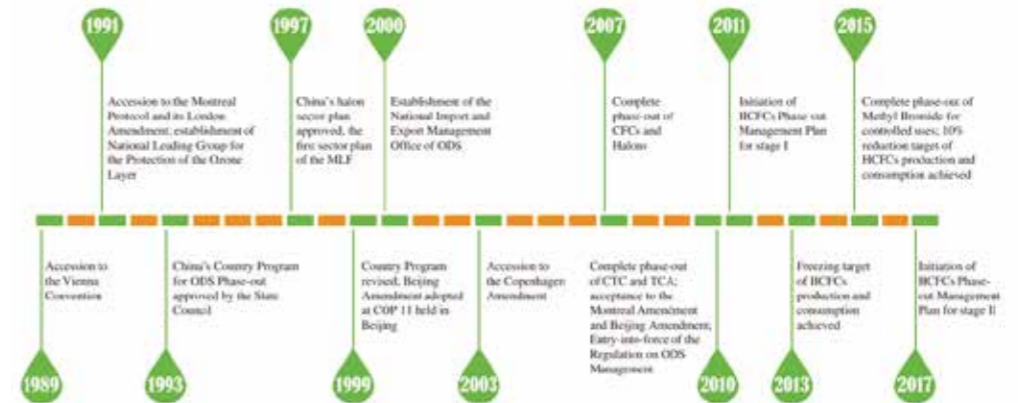 1991
Accession to the Montreal
Protocol and its London
Amendment; establishment of
National Leading Group for
the Protection of the Ozone
Layer
1997
China's halon
sector plan
approved, the
first sector plan
of the MLF
2000
Establishment of the
National Import and
Export Management
Office of ODS
2007
Complete
phase-out of
CFCs and
Halons
2011
Initiation of
HCFCs Phase-out
Management Plan
for stage I
2015
Complete phase-out of
Methyl Bromide for
controlled uses; 10%
reduction target of
HCFCs production and
consumption achieved
Accession to
the Vienna
Convention
1989
China's Country Program
for ODS Phase-out
approved by the State
Council
1993
Country Program
revised, Beijing
Amendment adopted
at COP 11 held in
Beijing
1999
Accession to
the Copenhagen
Amendment
2003
Complete phase-out
of CTC and TCA;
acceptance to the
Montreal Amendment
and Beijing Amendment;
Entry-into-force of the
Regulation on ODS
Management
2010
Freezing target
of HCFCs
production and
consumption
achieved
2013
Initiation of
HCFCs Phase-
out Management
Plan for stage II
2017